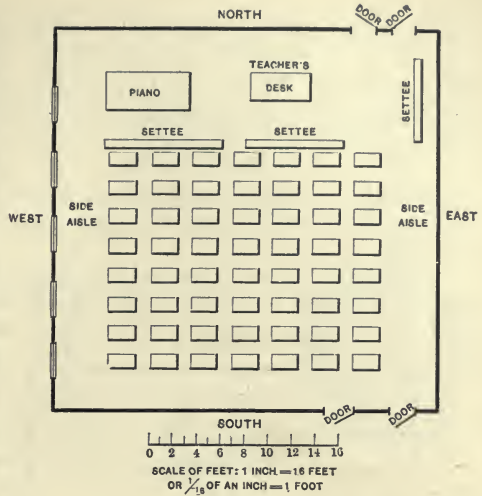 NORTH
DOOR DOOR
TEACHER'S
DESK
PIANO
SETTEE
SETTEE SETTEE
WEST
SIDE
AISLE
SIDE
AISLE
EAST
DOOR DOOR
SOUTH
0 2 4 6 8 10 12 14 16
SCALE OF FEET: 1 INCH = 16 FEET
OR 1/16 OF AN INCH = 1 FOOT